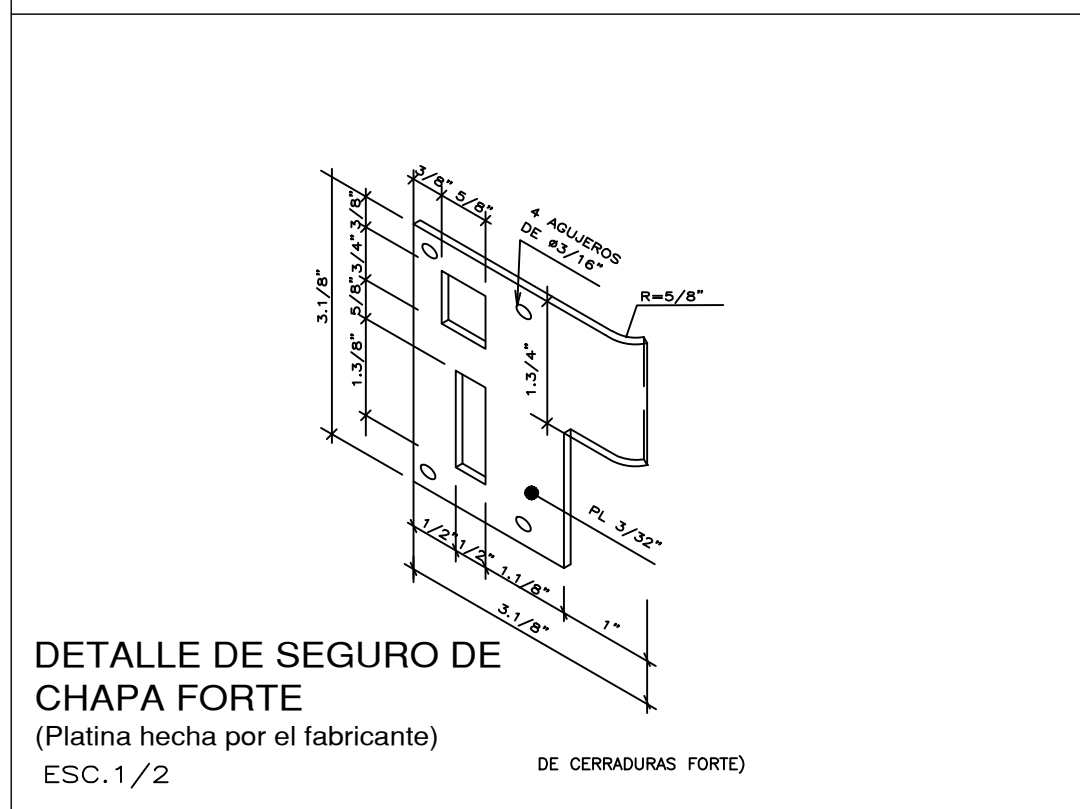 3/8" 5/8"
4 AGUJEROS
DE ø3/16"
R=5/8"
3/8"
3/4"
5/8"
1.3/8"
3.1/8"
1.3/4"
PL 3/32"
1/2" 1/2" 1.1/8" 1"
3.1/8"
DETALLE DE SEGURO DE
CHAPA FORTE
(Platina hecha por el fabricante)
ESC.1/2
DE CERRADURAS FORTE)